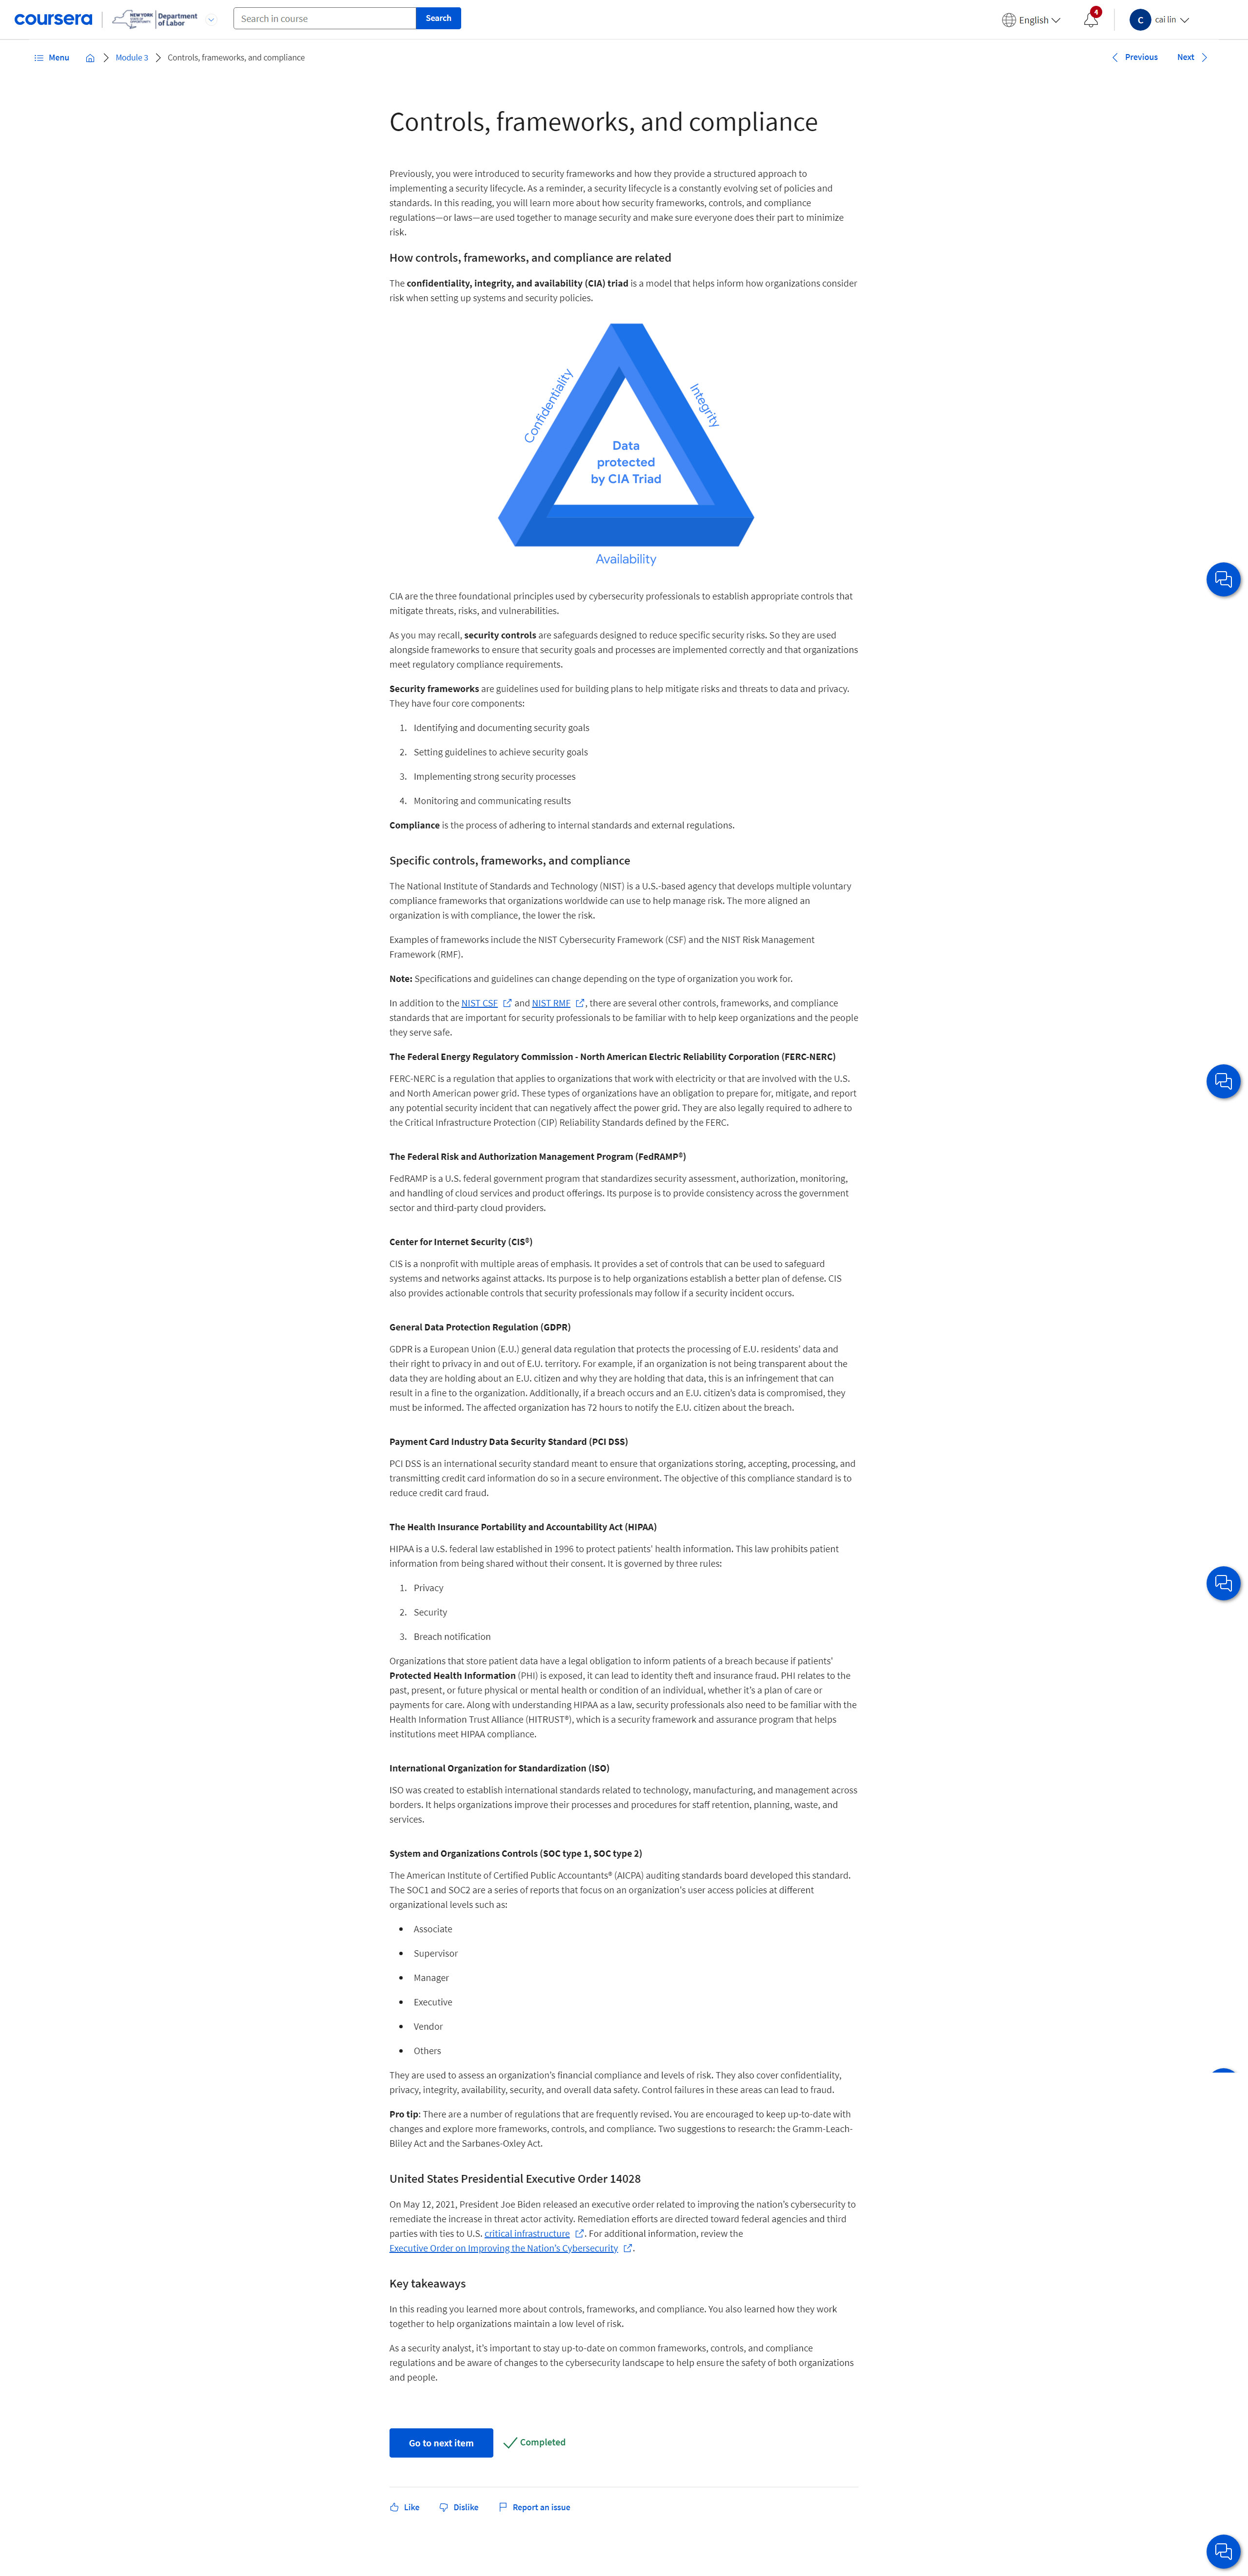 coursera
NEW YORK
Department
of Labor
Search in course
Search
English
4
C
cai lin
Menu
Module 3
Controls, frameworks, and compliance
Previous
Next
Controls, frameworks, and compliance
Previously, you were introduced to security frameworks and how they provide a structured approach to
implementing a security lifecycle. As a reminder, a security lifecycle is a constantly evolving set of policies and
standards. In this reading, you will learn more about how security frameworks, controls, and compliance
regulations—or laws—are used together to manage security and make sure everyone does their part to minimize
risk.
How controls, frameworks, and compliance are related
The confidentiality, integrity, and availability (CIA) triad is a model that helps inform how organizations consider
risk when setting up systems and security policies.
Confidentiality
Integrity
Data
protected
by CIA Triad
Availability
CIA are the three foundational principles used by cybersecurity professionals to establish appropriate controls that
mitigate threats, risks, and vulnerabilities.
As you may recall, security controls are safeguards designed to reduce specific security risks. So they are used
alongside frameworks to ensure that security goals and processes are implemented correctly and that organizations
meet regulatory compliance requirements.
Security frameworks are guidelines used for building plans to help mitigate risks and threats to data and privacy.
They have four core components:
1. Identifying and documenting security goals
2. Setting guidelines to achieve security goals
3. Implementing strong security processes
4. Monitoring and communicating results
Compliance is the process of adhering to internal standards and external regulations.
Specific controls, frameworks, and compliance
The National Institute of Standards and Technology (NIST) is a U.S.-based agency that develops multiple voluntary
compliance frameworks that organizations worldwide can use to help manage risk. The more aligned an
organization is with compliance, the lower the risk.
Examples of frameworks include the NIST Cybersecurity Framework (CSF) and the NIST Risk Management
Framework (RMF).
Note: Specifications and guidelines can change depending on the type of organization you work for.
In addition to the NIST CSF and NIST RMF , there are several other controls, frameworks, and compliance
standards that are important for security professionals to be familiar with to help keep organizations and the people
they serve safe.
The Federal Energy Regulatory Commission - North American Electric Reliability Corporation (FERC-NERC)
FERC-NERC is a regulation that applies to organizations that work with electricity or that are involved with the U.S.
and North American power grid. These types of organizations have an obligation to prepare for, mitigate, and report
any potential security incident that can negatively affect the power grid. They are also legally required to adhere to
the Critical Infrastructure Protection (CIP) Reliability Standards defined by the FERC.
The Federal Risk and Authorization Management Program (FedRAMP®)
FedRAMP is a U.S. federal government program that standardizes security assessment, authorization, monitoring,
and handling of cloud services and product offerings. Its purpose is to provide consistency across the government
sector and third-party cloud providers.
Center for Internet Security (CIS®)
CIS is a nonprofit with multiple areas of emphasis. It provides a set of controls that can be used to safeguard
systems and networks against attacks. Its purpose is to help organizations establish a better plan of defense. CIS
also provides actionable controls that security professionals may follow if a security incident occurs.
General Data Protection Regulation (GDPR)
GDPR is a European Union (E.U.) general data regulation that protects the processing of E.U. residents' data and
their right to privacy in and out of E.U. territory. For example, if an organization is not being transparent about the
data they are holding about an E.U. citizen and why they are holding that data, this is an infringement that can
result in a fine to the organization. Additionally, if a breach occurs and an E.U. citizen's data is compromised, they
must be informed. The affected organization has 72 hours to notify the E.U. citizen about the breach.
Payment Card Industry Data Security Standard (PCI DSS)
PCI DSS is an international security standard meant to ensure that organizations storing, accepting, processing, and
transmitting credit card information do so in a secure environment. The objective of this compliance standard is to
reduce credit card fraud.
The Health Insurance Portability and Accountability Act (HIPAA)
HIPAA is a U.S. federal law established in 1996 to protect patients' health information. This law prohibits patient
information from being shared without their consent. It is governed by three rules:
1. Privacy
2. Security
3. Breach notification
Organizations that store patient data have a legal obligation to inform patients of a breach because if patients'
Protected Health Information (PHI) is exposed, it can lead to identity theft and insurance fraud. PHI relates to the
past, present, or future physical or mental health or condition of an individual, whether it's a plan of care or
payments for care. Along with understanding HIPAA as a law, security professionals also need to be familiar with the
Health Information Trust Alliance (HITRUST®), which is a security framework and assurance program that helps
institutions meet HIPAA compliance.
International Organization for Standardization (ISO)
ISO was created to establish international standards related to technology, manufacturing, and management across
borders. It helps organizations improve their processes and procedures for staff retention, planning, waste, and
services.
System and Organizations Controls (SOC type 1, SOC type 2)
The American Institute of Certified Public Accountants® (AICPA) auditing standards board developed this standard.
The SOC1 and SOC2 are a series of reports that focus on an organization's user access policies at different
organizational levels such as:
• Associate
• Supervisor
• Manager
• Executive
• Vendor
• Others
They are used to assess an organization's financial compliance and levels of risk. They also cover confidentiality,
privacy, integrity, availability, security, and overall data safety. Control failures in these areas can lead to fraud.
Pro tip: There are a number of regulations that are frequently revised. You are encouraged to keep up-to-date with
changes and explore more frameworks, controls, and compliance. Two suggestions to research: the Gramm-Leach-
Bliley Act and the Sarbanes-Oxley Act.
United States Presidential Executive Order 14028
On May 12, 2021, President Joe Biden released an executive order related to improving the nation's cybersecurity to
remediate the increase in threat actor activity. Remediation efforts are directed toward federal agencies and third
parties with ties to U.S. critical infrastructure . For additional information, review the
Executive Order on Improving the Nation's Cybersecurity .
Key takeaways
In this reading you learned more about controls, frameworks, and compliance. You also learned how they work
together to help organizations maintain a low level of risk.
As a security analyst, it's important to stay up-to-date on common frameworks, controls, and compliance
regulations and be aware of changes to the cybersecurity landscape to help ensure the safety of both organizations
and people.
Go to next item
Completed
Like
Dislike
Report an issue